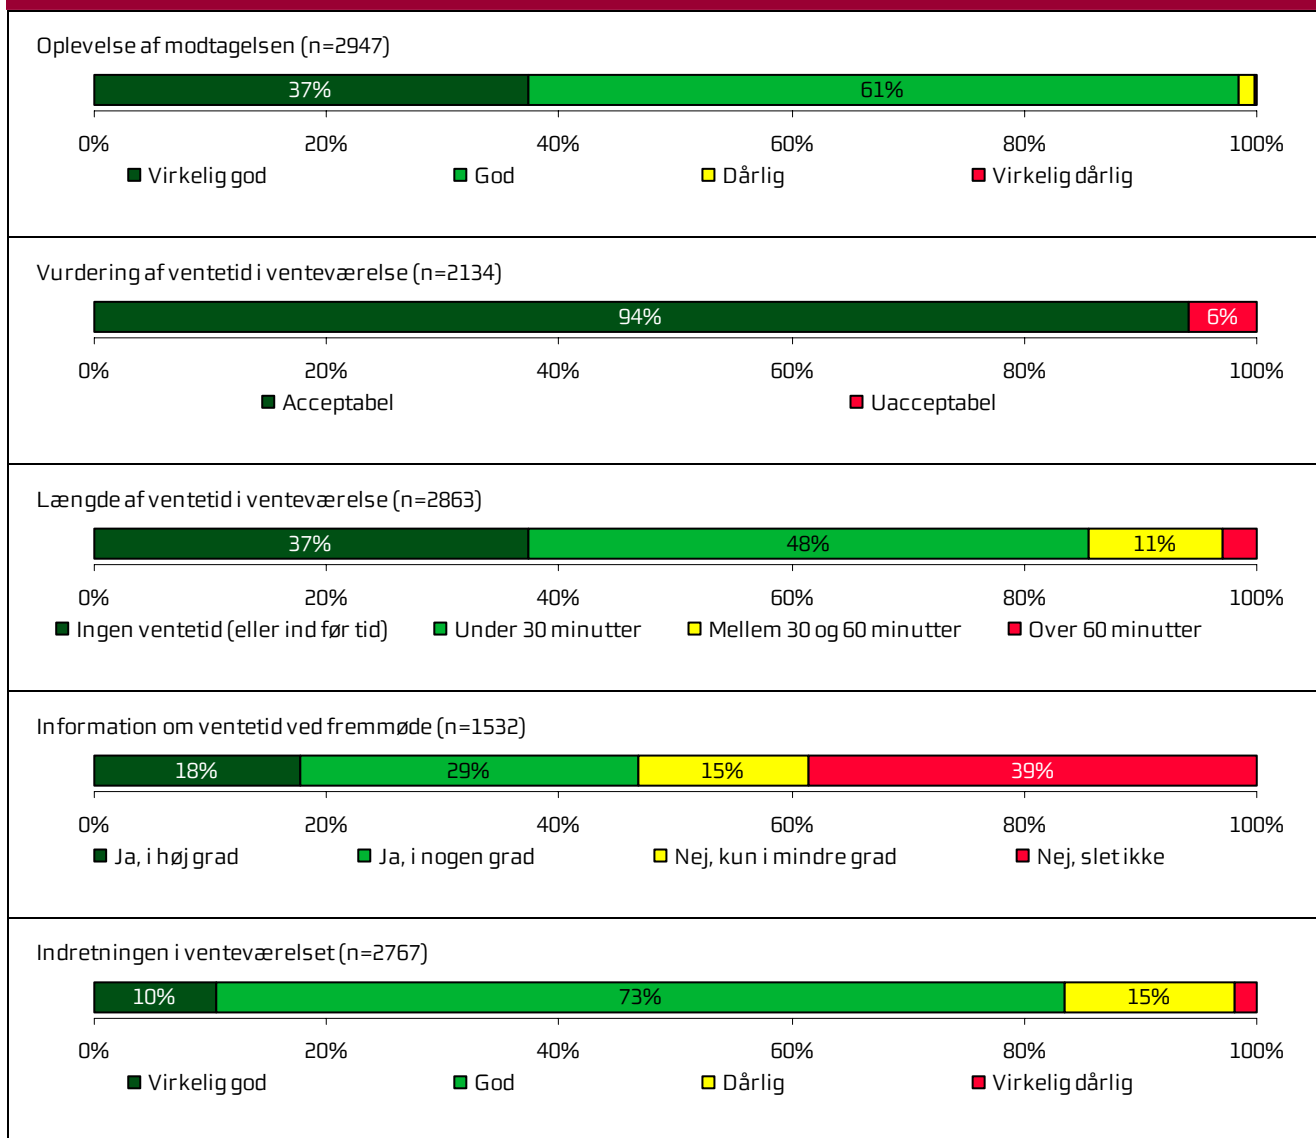 Oplevelse af modtagelsen (n=2947)
37% 61%
0% 20% 40% 60% 80% 100%
Virkelig god God Dårlig Virkelig dårlig
Vurdering af ventetid i venteværelse (n=2134)
94% 6%
0% 20% 40% 60% 80% 100%
Acceptabel Uacceptabel
Længde af ventetid i venteværelse (n=2863)
37% 48% 11%
0% 20% 40% 60% 80% 100%
Ingen ventetid (eller ind før tid) Under 30 minutter Mellem 30 og 60 minutter Over 60 minutter
Information om ventetid ved fremmøde (n=1532)
18% 29% 15% 39%
0% 20% 40% 60% 80% 100%
Ja, i høj grad Ja, i nogen grad Nej, kun i mindre grad Nej, slet ikke
Indretningen i venteværelset (n=2767)
10% 73% 15%
0% 20% 40% 60% 80% 100%
Virkelig god God Dårlig Virkelig dårlig